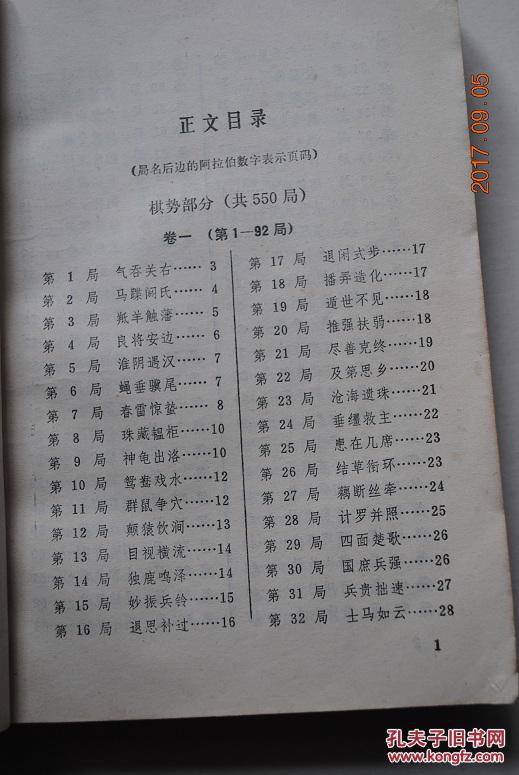 正文目录
(局名后边的阿拉伯数字表示页码)
棋势部分 (共550局)
卷一 (第1—92局)
第 1 局 气吞关右…… 3
第 2 局 马蹀阏氏…… 4
第 3 局 羝羊触藩…… 5
第 4 局 良将安边…… 6
第 5 局 淮阴遇汉…… 7
第 6 局 蝇垂骥尾…… 7
第 7 局 春雷惊蛰…… 8
第 8 局 珠藏韫柜……10
第 9 局 神龟出洛……10
第 10 局 鸳鸯戏水……12
第 11 局 群鼠争穴……12
第 12 局 颠猿饮涧……13
第 13 局 目视横流……14
第 14 局 独鹿鸣泽……14
第 15 局 妙振兵铃……15
第 16 局 退思补过……16
第 17 局 退闲式步……17
第 18 局 播弄造化……17
第 19 局 遁世不见……18
第 20 局 推强扶弱……18
第 21 局 尽善克终……19
第 22 局 及第思乡……20
第 23 局 沧海遗珠……21
第 24 局 垂缰救主……22
第 25 局 患在几席……23
第 26 局 结草衔环……23
第 27 局 藕断丝牵……24
第 28 局 计罗并照……25
第 29 局 四面楚歌……26
第 30 局 国庶兵强……26
第 31 局 兵贵拙速……27
第 32 局 士马如云……28
1
2017.09.05
孔夫子旧书网
KONGFZ.COM